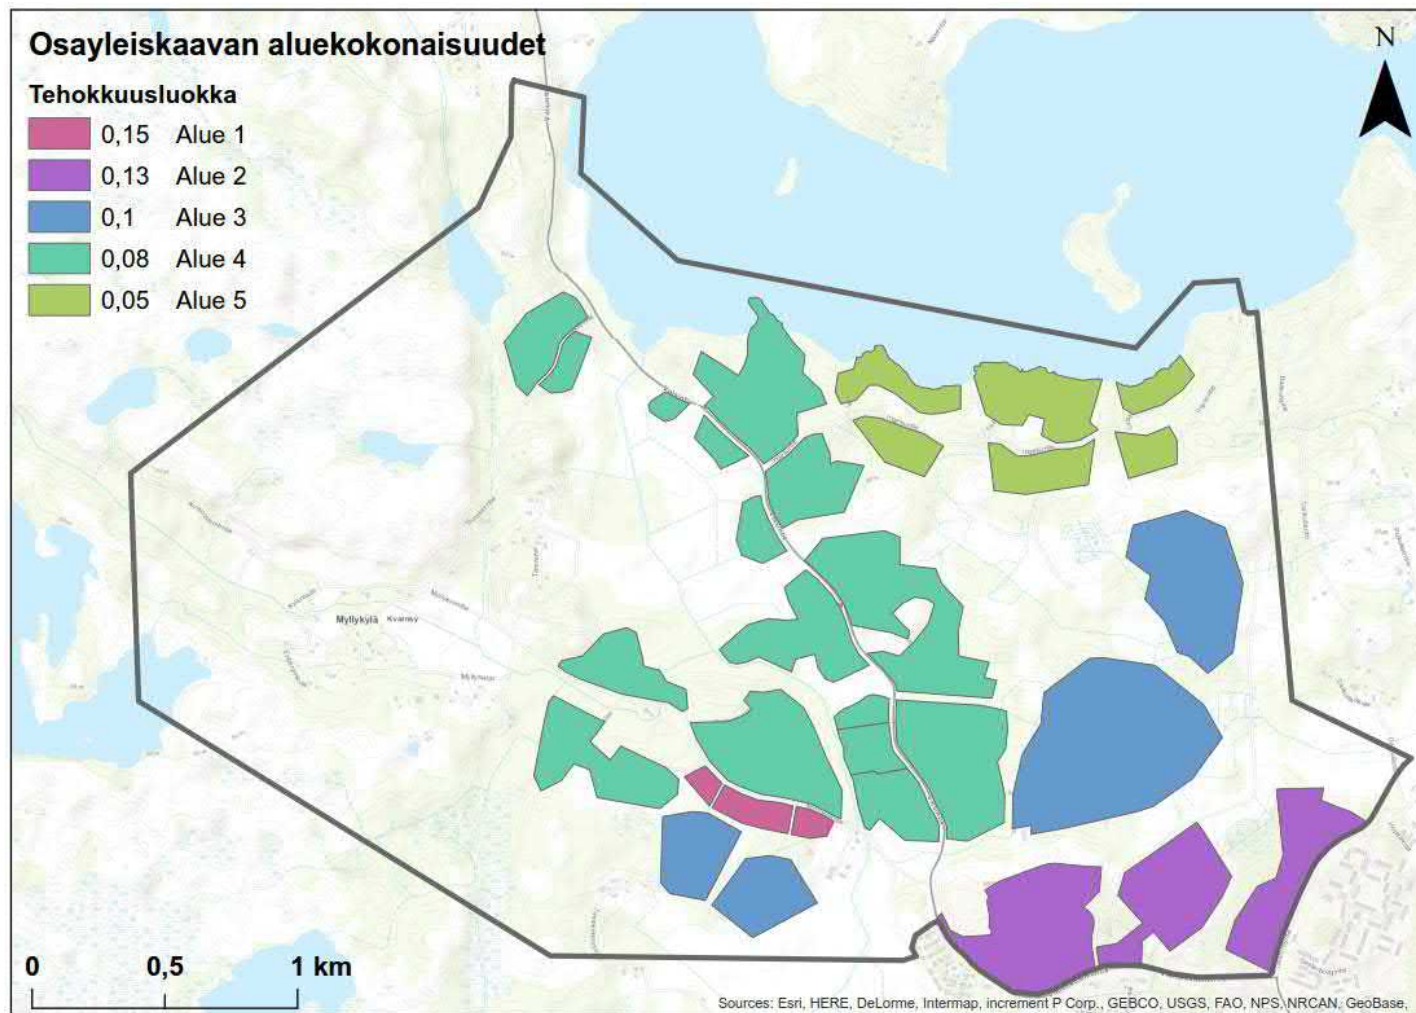 Osayleiskaavan aluekokonaisuudet
N
Tehokkuusluokka
0,15 Alue 1
0,13 Alue 2
0,1 Alue 3
0,08 Alue 4
0,05 Alue 5
Myllykylä Kvarnby
0 0,5 1 km
Sources: Esri, HERE, DeLorme, Intermap, increment P Corp., GEBCO, USGS, FAO, NPS, NRCAN, GeoBase,